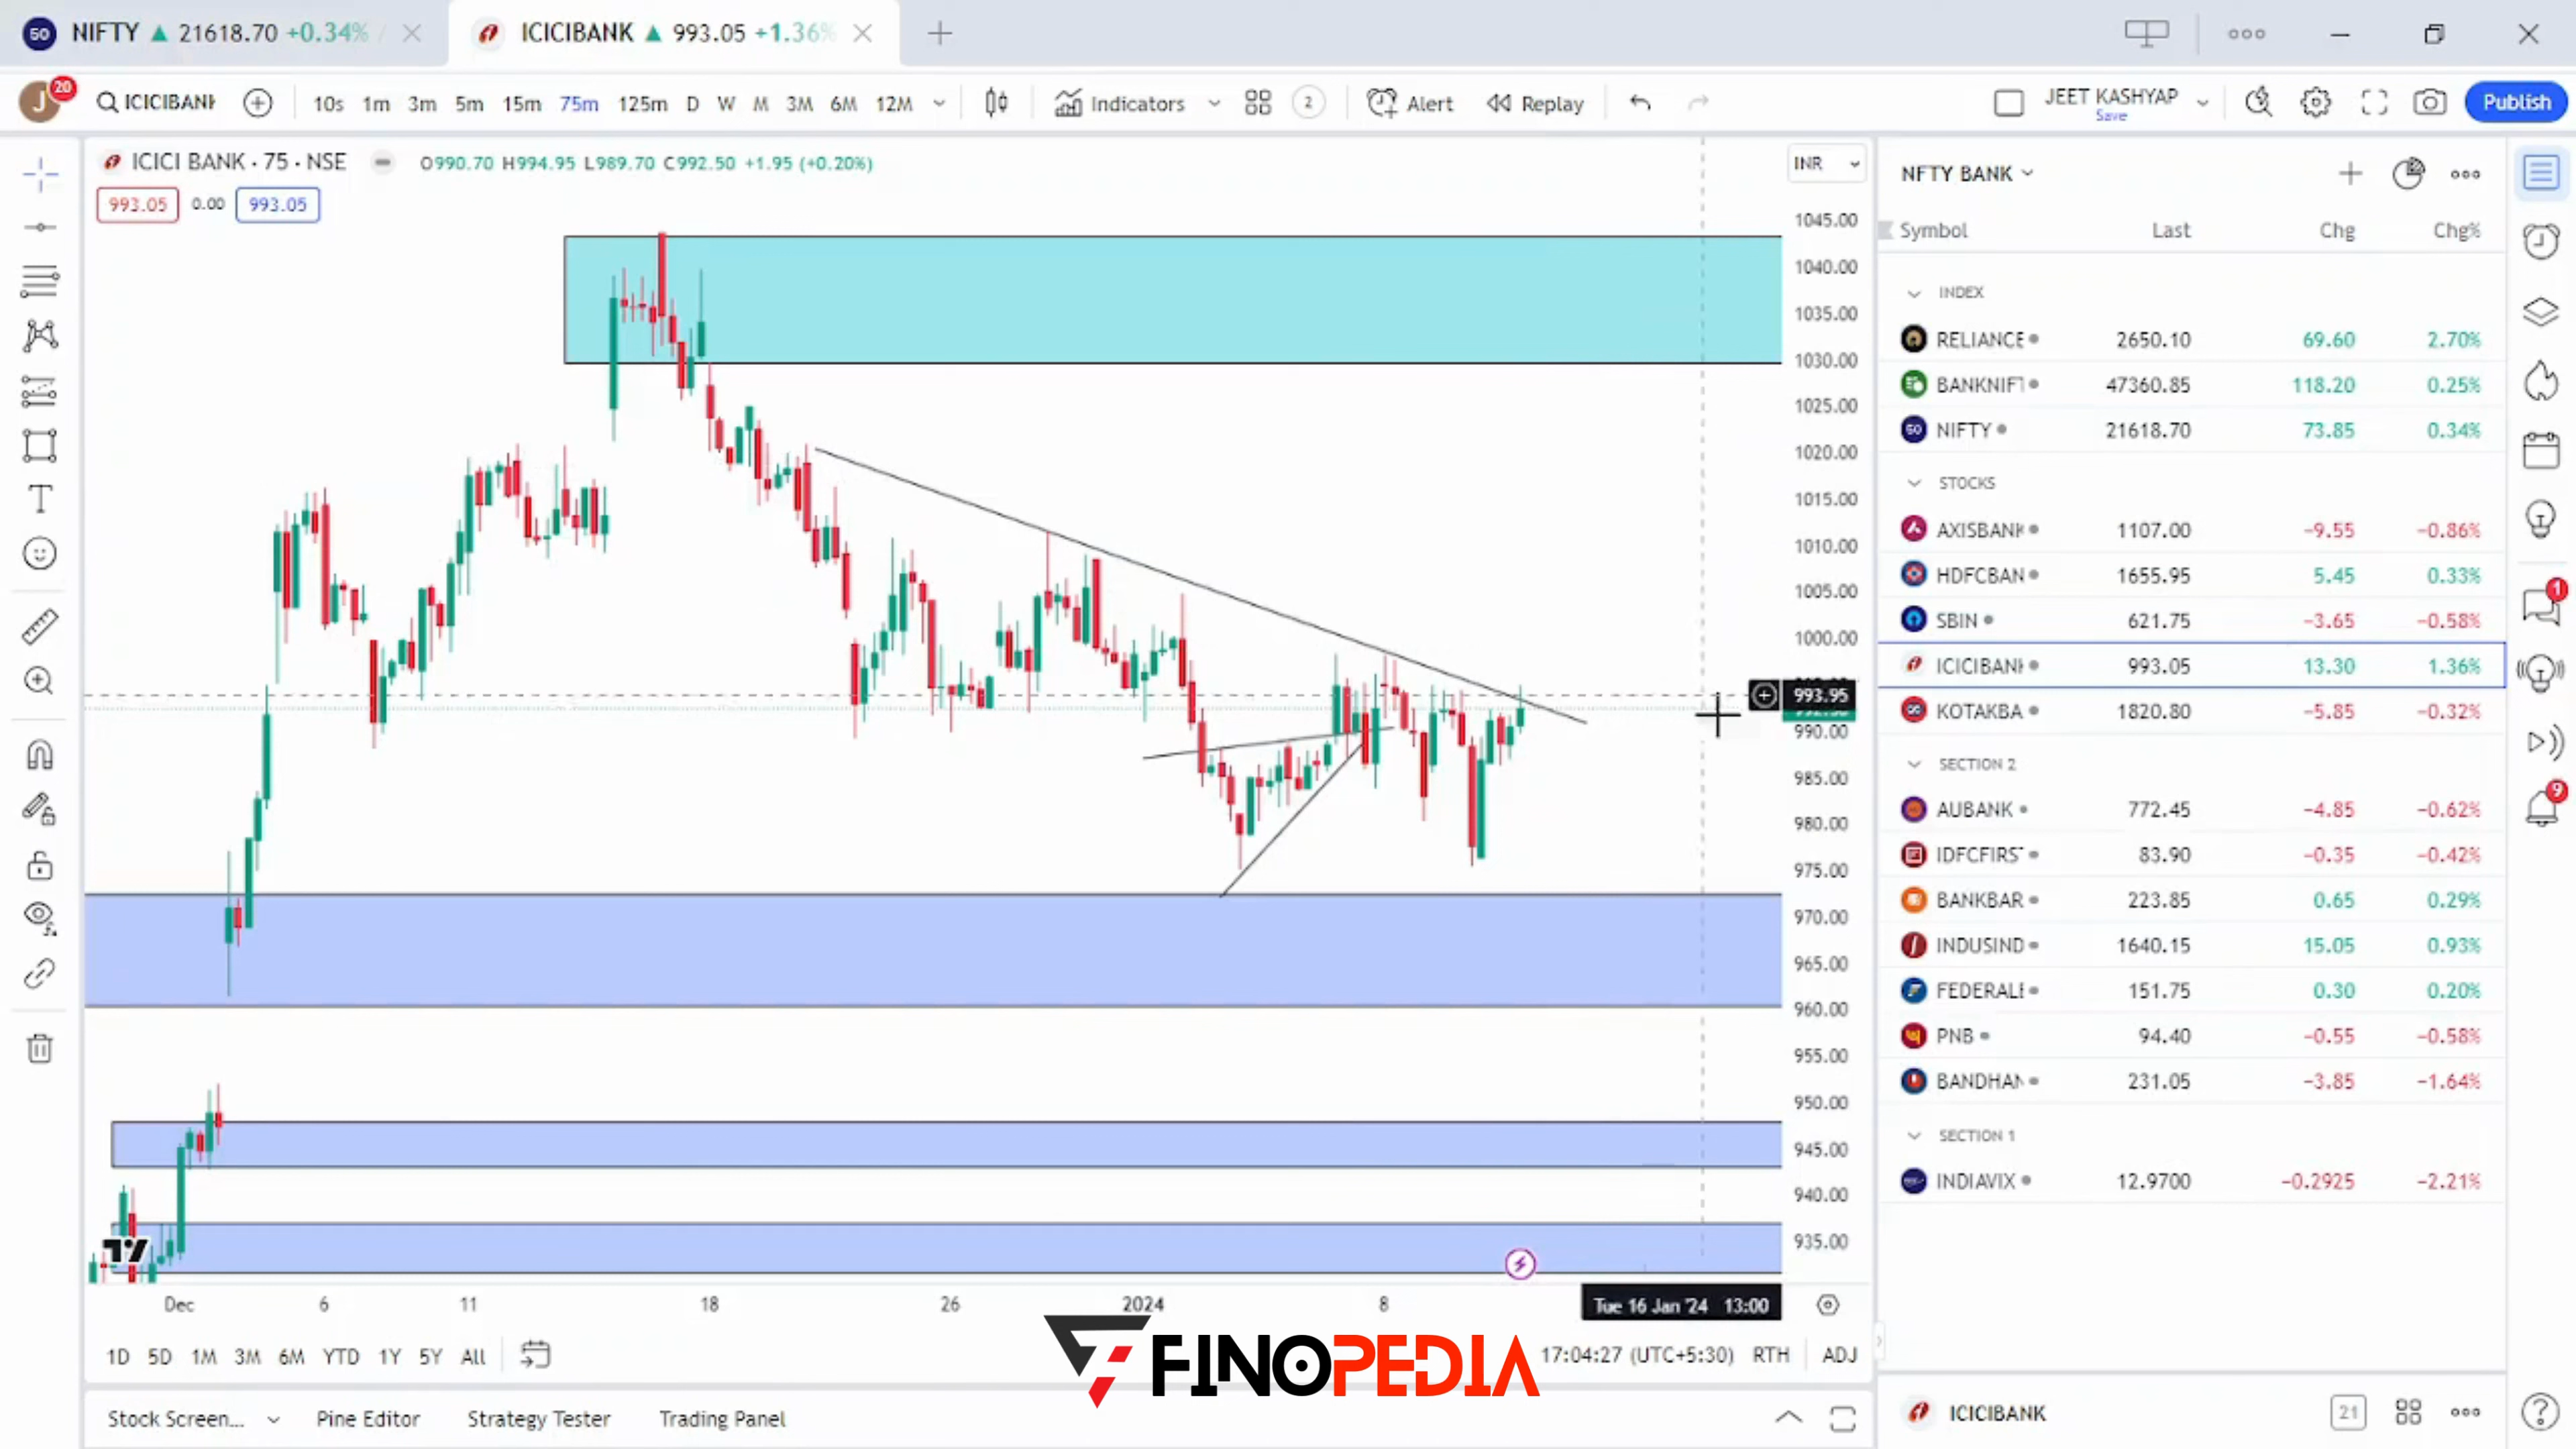 NIFTY ▲ 21618.70 +0.34% /
ICICIBANK ▲ 993.05 +1.36%
J 20 ICICIBANK 10s 1m 3m 5m 15m 75m 125m D W M 3M 6M 12M Indicators 2 Alert Replay JEET KASHYAP Save Publish
ICICI BANK · 75 · NSE O990.70 H994.95 L989.70 C992.50 +1.95 (+0.20%) INR
993.05 0.00 993.05
1045.00
1040.00
1035.00
1030.00
1025.00
1020.00
1015.00
1010.00
1005.00
1000.00
993.95
990.00
985.00
980.00
975.00
970.00
965.00
960.00
955.00
950.00
945.00
940.00
935.00
Dec 6 11 18 26 2024 8 Tue 16 Jan '24 13:00
1D 5D 1M 3M 6M YTD 1Y 5Y All
17:04:27 (UTC+5:30) RTH ADJ
FINOPEDIA
Stock Screen... Pine Editor Strategy Tester Trading Panel
NFTY BANK
Symbol Last Chg Chg%
INDEX
RELIANCE 2650.10 69.60 2.70%
BANKNIFT 47360.85 118.20 0.25%
NIFTY 21618.70 73.85 0.34%
STOCKS
AXISBANK 1107.00 −9.55 −0.86%
HDFCBAN 1655.95 5.45 0.33%
SBIN 621.75 −3.65 −0.58%
ICICIBANK 993.05 13.30 1.36%
KOTAKBA 1820.80 −5.85 −0.32%
SECTION 2
AUBANK 772.45 −4.85 −0.62%
IDFCFIRST 83.90 −0.35 −0.42%
BANKBAR 223.85 0.65 0.29%
INDUSIND 1640.15 15.05 0.93%
FEDERALB 151.75 0.30 0.20%
PNB 94.40 −0.55 −0.58%
BANDHAN 231.05 −3.85 −1.64%
SECTION 1
INDIAVIX 12.9700 −0.2925 −2.21%
ICICIBANK 21
1
9